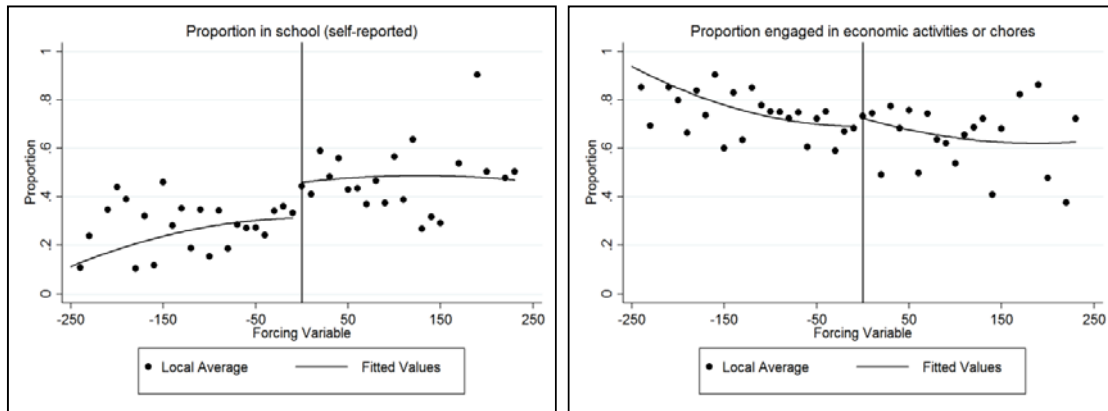 Proportion in school (self-reported)
Proportion
1
.8
.6
.4
.2
0
-250
-150
-50
50
150
250
Forcing Variable
Local Average
Fitted Values
Proportion engaged in economic activities or chores
Proportion
1
.8
.6
.4
.2
0
-250
-150
-50
50
150
250
Forcing Variable
Local Average
Fitted Values